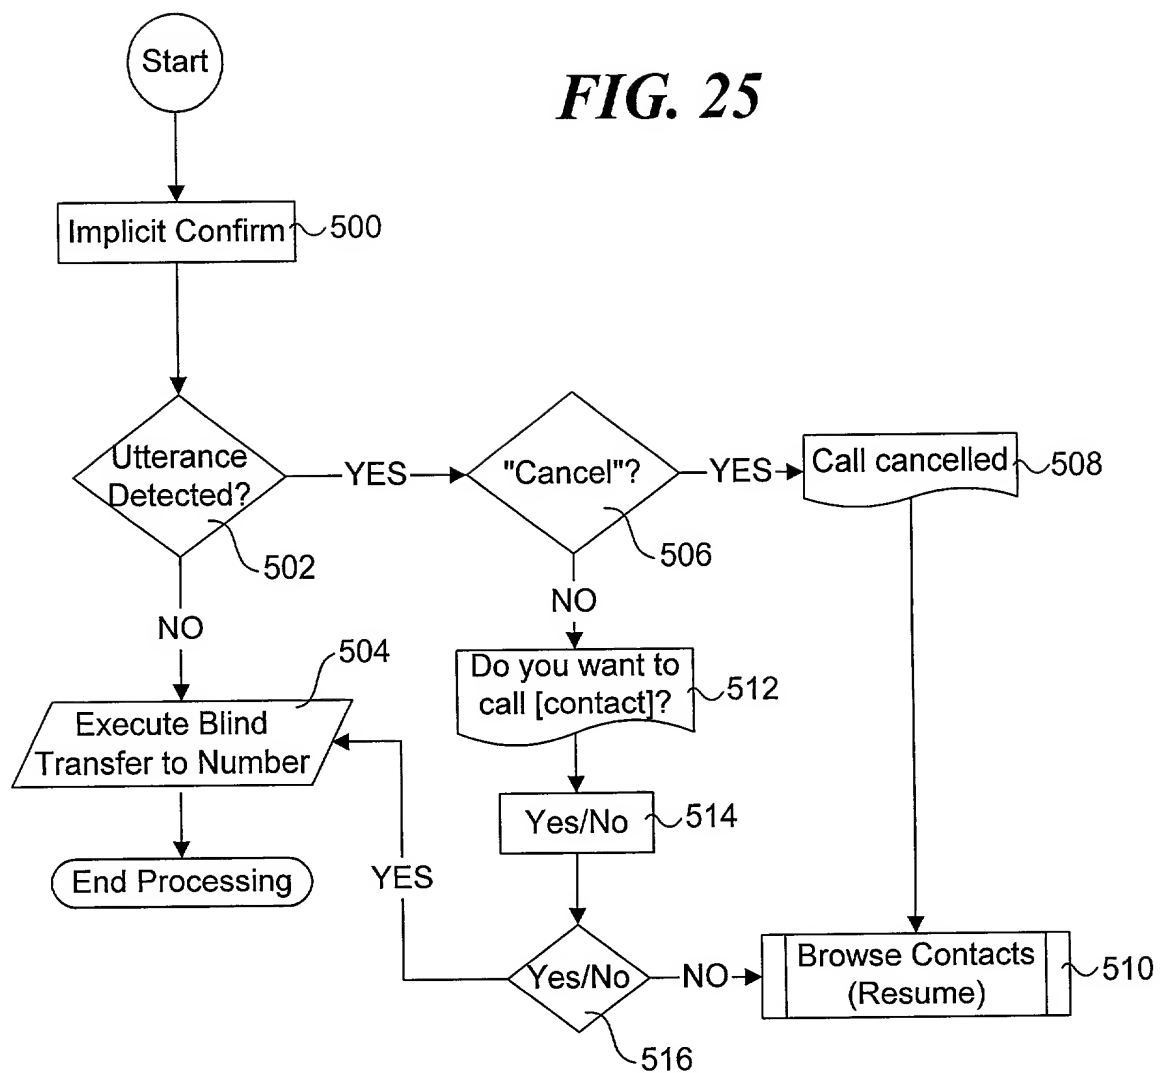 Start
FIG. 25
Implicit Confirm
500
Utterance
Detected?
502
YES
"Cancel"?
506
YES
Call cancelled
508
NO
NO
504
Execute Blind
Transfer to Number
Do you want to
call [contact]?
512
Yes/No
514
End Processing
YES
Yes/No
516
NO
Browse Contacts
(Resume)
510